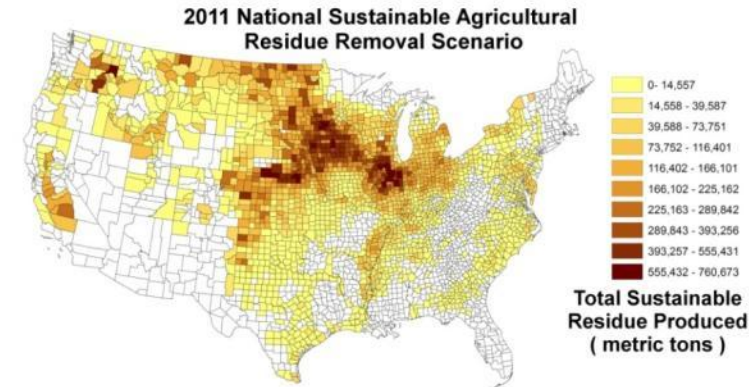 2011 National Sustainable Agricultural
Residue Removal Scenario
0- 14,557
14,558 - 39,587
39,588 - 73,751
73,752 - 116,401
116,402 - 166,101
166,102 - 225,162
225,163 - 289,842
289,843 - 393,256
393,257 - 555,431
555,432 - 760,673
Total Sustainable
Residue Produced
( metric tons )